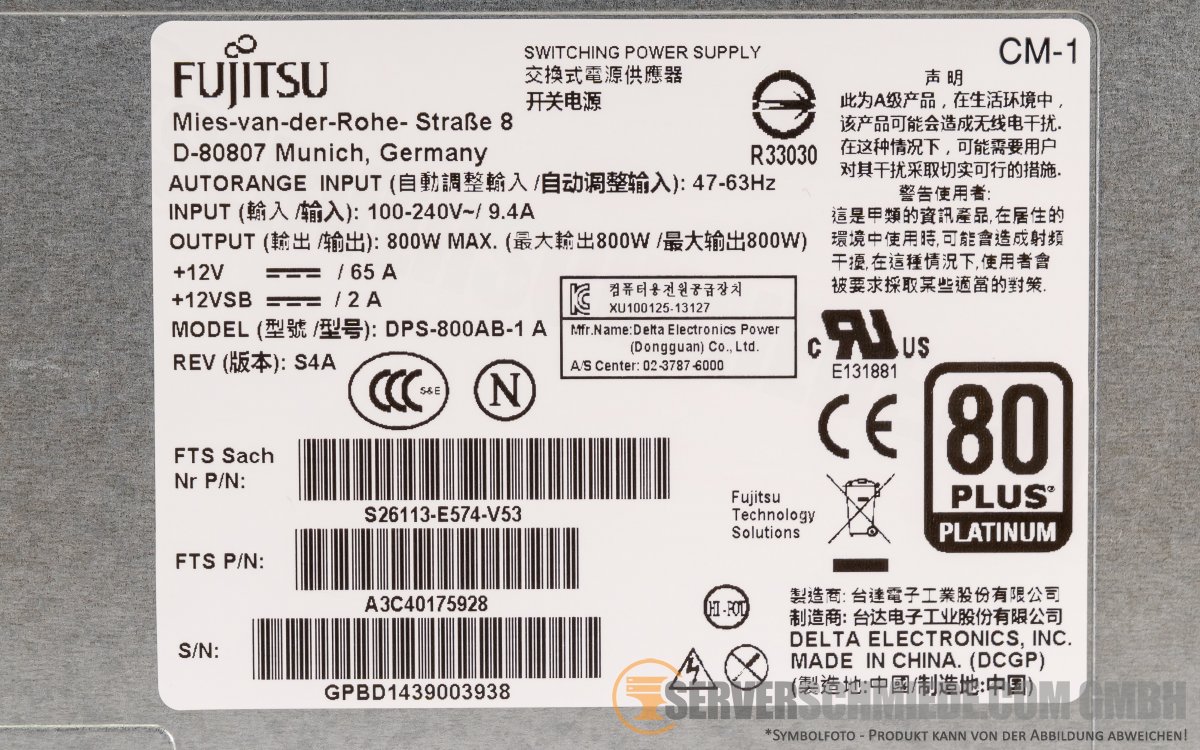 FUJITSU
Mies-van-der-Rohe- Straße 8
D-80807 Munich, Germany
SWITCHING POWER SUPPLY
交換式電源供應器
开关电源
R33030
CM-1
声 明
此为A级产品，在生活环境中，
该产品可能会造成无线电干扰.
在这种情况下，可能需要用户
对其干扰采取切实可行的措施.
警告使用者:
這是甲類的資訊產品,在居住的
環境中使用時,可能會造成射頻
干擾,在這種情況下,使用者會
被要求採取某些適當的對策.
AUTORANGE INPUT (自動調整輸入 /自动调整输入): 47-63Hz
INPUT (輸入 /输入): 100-240V~/ 9.4A
OUTPUT (輸出 /输出): 800W MAX. (最大輸出800W /最大输出800W)
+12V / 65 A
+12VSB / 2 A
MODEL (型號 /型号): DPS-800AB-1 A
REV (版本): S4A
컴퓨터용전원공급장치
XU100125-13127
Mfr.Name:Delta Electronics Power
(Dongguan) Co., Ltd.
A/S Center: 02-3787-6000
CCC S&E
N
c RU US
E131881
CE
80
PLUS®
PLATINUM
FTS Sach
Nr P/N:
S26113-E574-V53
FTS P/N:
A3C40175928
S/N:
GPBD1439003938
Fujitsu
Technology
Solutions
HI-POT
製造商: 台達電子工業股份有限公司
制造商: 台达电子工业股份有限公司
DELTA ELECTRONICS, INC.
MADE IN CHINA. (DCGP)
(製造地:中國/制造地:中国)
SERVERSCHMIEDE.COM GMBH
*Symbolfoto - Produkt kann von der Abbildung abweichen!